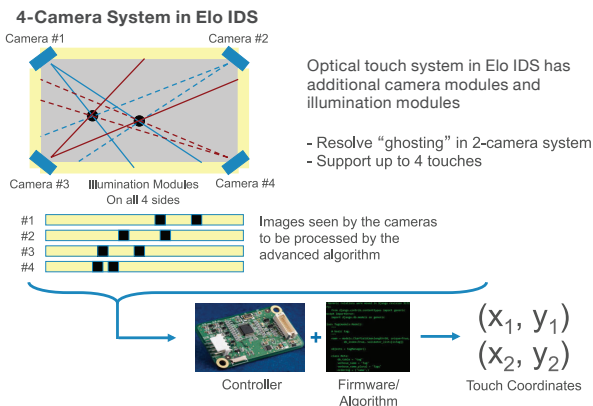 4-Camera System in Elo IDS
Camera #1
Camera #2
Optical touch system in Elo IDS has
additional camera modules and
illumination modules
- Resolve “ghosting” in 2-camera system
- Support up to 4 touches
Camera #3
Illumination Modules
On all 4 sides
Camera #4
#1
#2
#3
#4
Images seen by the cameras
to be processed by the
advanced algorithm
+
(x1, y1)
(x2, y2)
Controller
Firmware/
Algorithm
Touch Coordinates